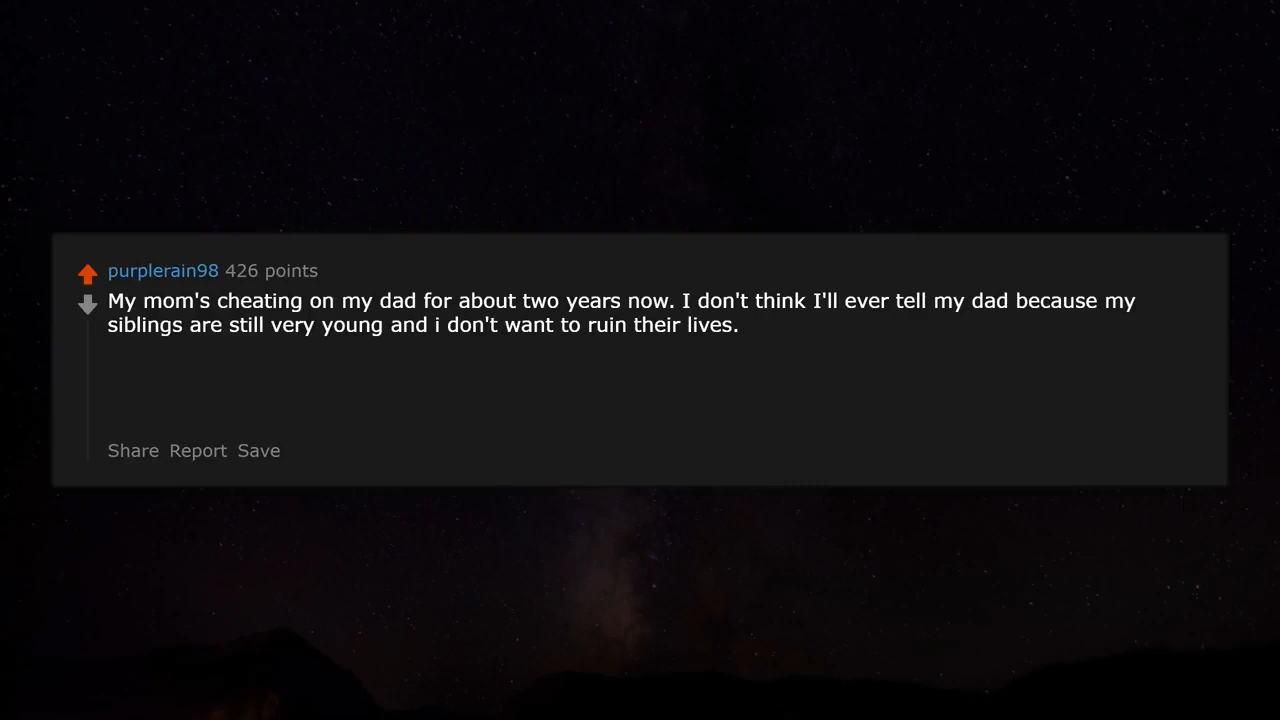 purplerain98 426 points
My mom's cheating on my dad for about two years now. I don't think I'll ever tell my dad because my
siblings are still very young and i don't want to ruin their lives.
Share Report Save